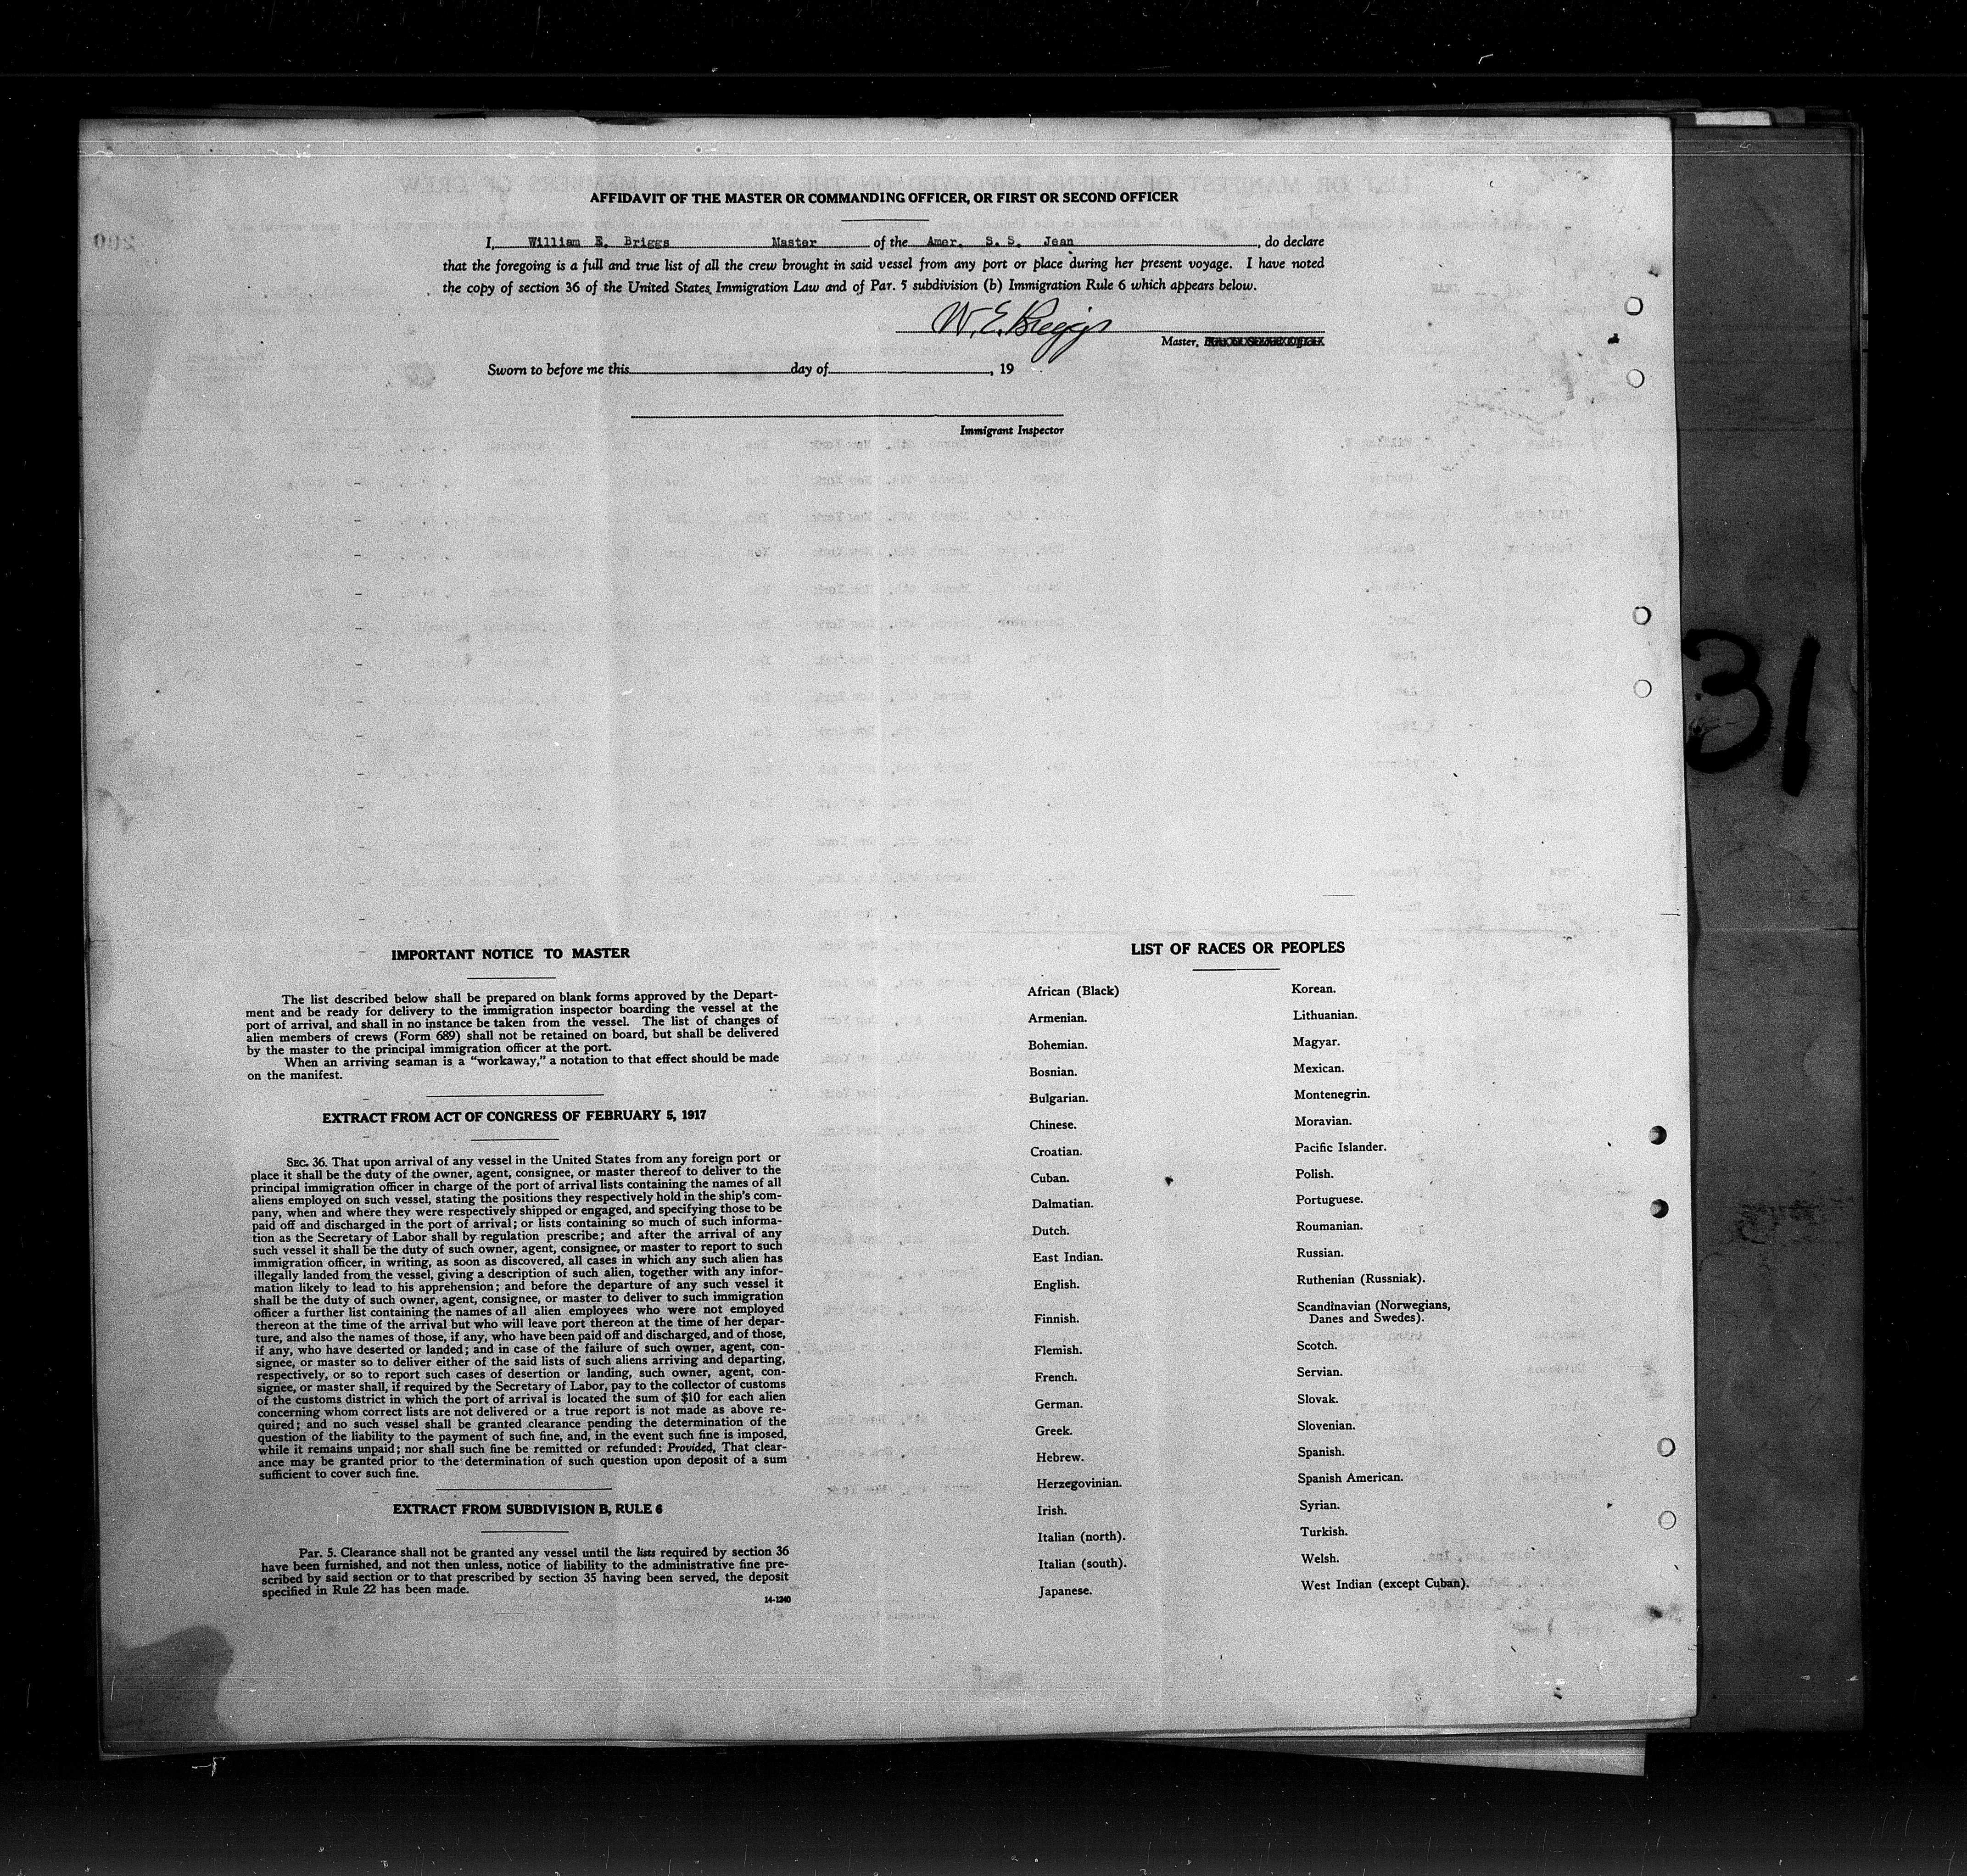 AFFIDAVIT OF THE MASTER OR COMMANDING OFFICER, OR FIRST OR SECOND OFFICER
I, William E. Briggs Master of the Amer. S. S. Jean, do declare
that the foregoing is a full and true list of all the crew brought in said vessel from any port or place during her present voyage. I have noted
the copy of section 36 of the United States Immigration Law and of Par. 5 subdivision (b) Immigration Rule 6 which appears below.
W. E. Briggs
Master,
Sworn to before me this day of , 19
Immigrant Inspector
31
IMPORTANT NOTICE TO MASTER
The list described below shall be prepared on blank forms approved by the Depart-
ment and be ready for delivery to the immigration inspector boarding the vessel at the
port of arrival, and shall in no instance be taken from the vessel. The list of changes of
alien members of crews (Form 689) shall not be retained on board, but shall be delivered
by the master to the principal immigration officer at the port.
When an arriving seaman is a "workaway," a notation to that effect should be made
on the manifest.
EXTRACT FROM ACT OF CONGRESS OF FEBRUARY 5, 1917
SEC. 36. That upon arrival of any vessel in the United States from any foreign port or
place it shall be the duty of the owner, agent, consignee, or master thereof to deliver to the
principal immigration officer in charge of the port of arrival lists containing the names of all
aliens employed on such vessel, stating the positions they respectively hold in the ship's com-
pany, when and where they were respectively shipped or engaged, and specifying those to be
paid off and discharged in the port of arrival; or lists containing so much of such informa-
tion as the Secretary of Labor shall by regulation prescribe; and after the arrival of any
such vessel it shall be the duty of such owner, agent, consignee, or master to report to such
immigration officer, in writing, as soon as discovered, all cases in which any such alien has
illegally landed from the vessel, giving a description of such alien, together with any infor-
mation likely to lead to his apprehension; and before the departure of any such vessel it
shall be the duty of such owner, agent, consignee, or master to deliver to such immigration
officer a further list containing the names of all alien employees who were not employed
thereon at the time of the arrival but who will leave port thereon at the time of her depar-
ture, and also the names of those, if any, who have been paid off and discharged, and of those,
if any, who have deserted or landed; and in case of the failure of such owner, agent, con-
signee, or master so to deliver either of the said lists of such aliens arriving and departing,
respectively, or so to report such cases of desertion or landing, such owner, agent, con-
signee, or master shall, if required by the Secretary of Labor, pay to the collector of customs
of the customs district in which the port of arrival is located the sum of $10 for each alien
concerning whom correct lists are not delivered or a true report is not made as above re-
quired; and no such vessel shall be granted clearance pending the determination of the
question of the liability to the payment of such fine, and, in the event such fine is imposed,
while it remains unpaid; nor shall such fine be remitted or refunded: Provided, That clear-
ance may be granted prior to the determination of such question upon deposit of a sum
sufficient to cover such fine.
EXTRACT FROM SUBDIVISION B, RULE 6
Par. 5. Clearance shall not be granted any vessel until the lists required by section 36
have been furnished, and not then unless, notice of liability to the administrative fine pre-
scribed by said section or to that prescribed by section 35 having been served, the deposit
specified in Rule 22 has been made.
14-1240
LIST OF RACES OR PEOPLES
African (Black)
Armenian.
Bohemian.
Bosnian.
Bulgarian.
Chinese.
Croatian.
Cuban.
Dalmatian.
Dutch.
East Indian.
English.
Finnish.
Flemish.
French.
German.
Greek.
Hebrew.
Herzegovinian.
Irish.
Italian (north).
Italian (south).
Japanese.
Korean.
Lithuanian.
Magyar.
Mexican.
Montenegrin.
Moravian.
Pacific Islander.
Polish.
Portuguese.
Roumanian.
Russian.
Ruthenian (Russniak).
Scandinavian (Norwegians,
Danes and Swedes).
Scotch.
Servian.
Slovak.
Slovenian.
Spanish.
Spanish American.
Syrian.
Turkish.
Welsh.
West Indian (except Cuban).